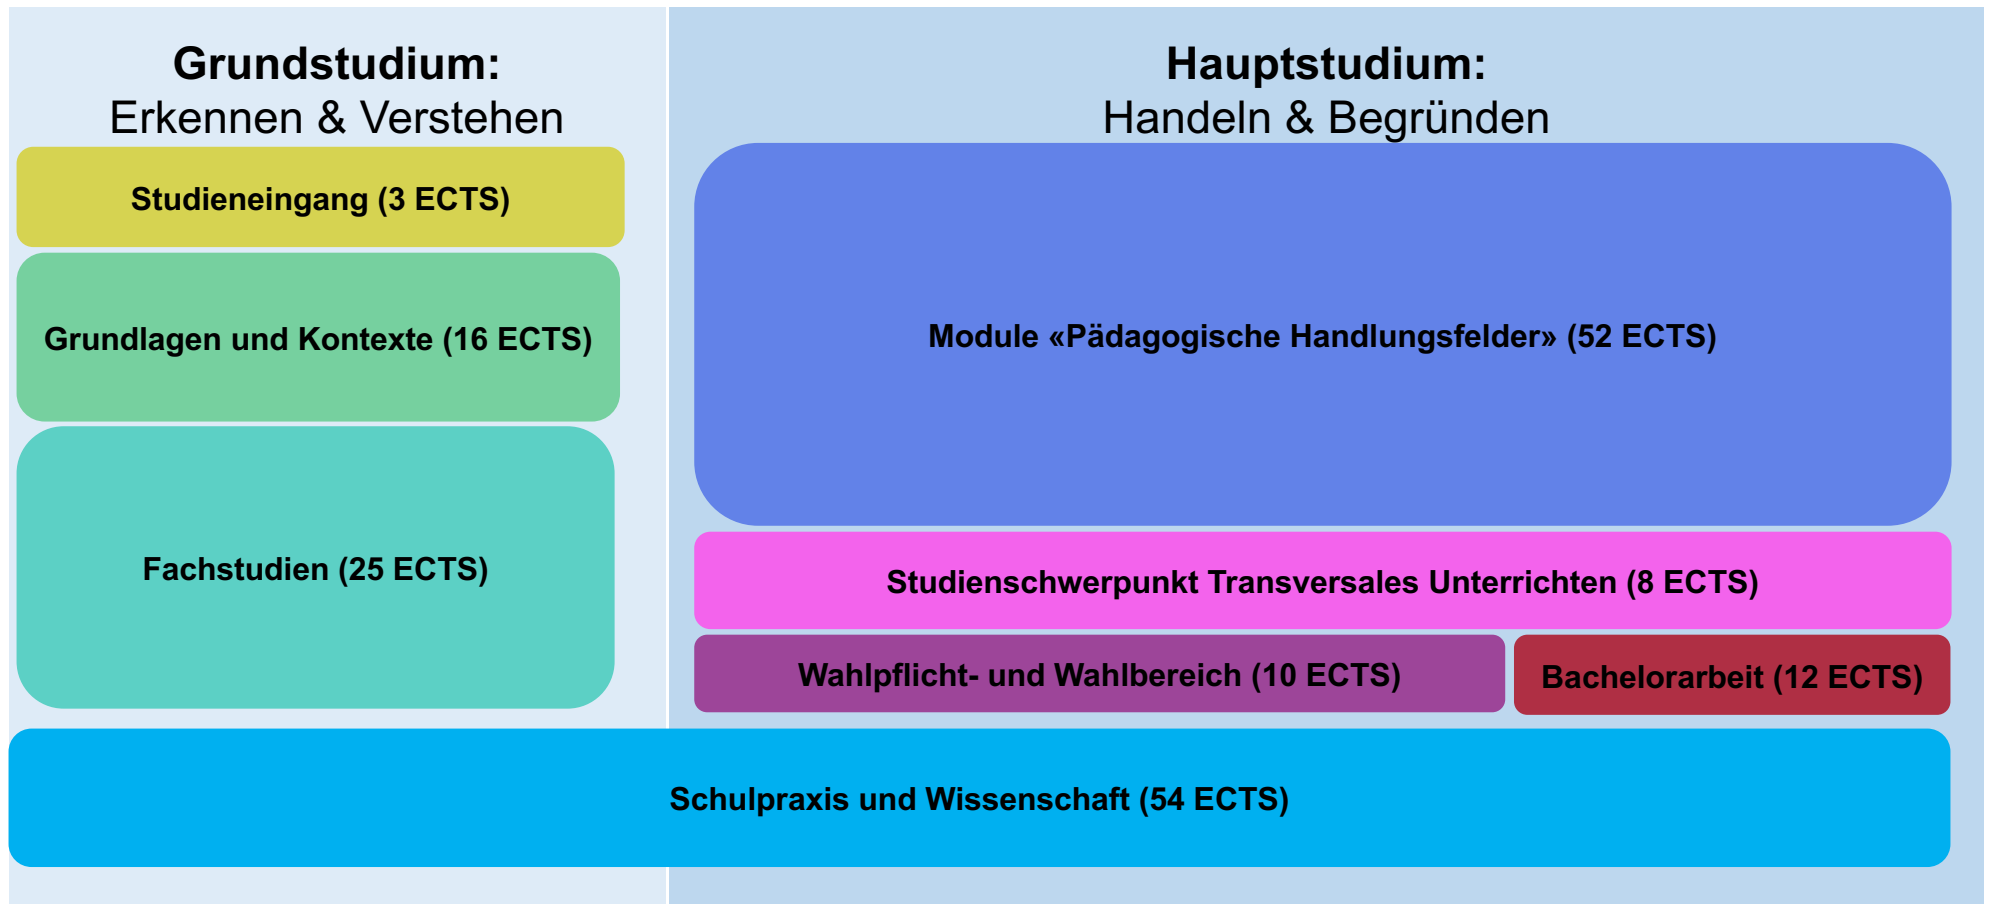 Grundstudium:
Erkennen & Verstehen
Studieneingang (3 ECTS)
Grundlagen und Kontexte (16 ECTS)
Fachstudien (25 ECTS)
Hauptstudium:
Handeln & Begründen
Module «Pädagogische Handlungsfelder» (52 ECTS)
Studienschwerpunkt Transversales Unterrichten (8 ECTS)
Wahlpflicht- und Wahlbereich (10 ECTS)
Bachelorarbeit (12 ECTS)
Schulpraxis und Wissenschaft (54 ECTS)